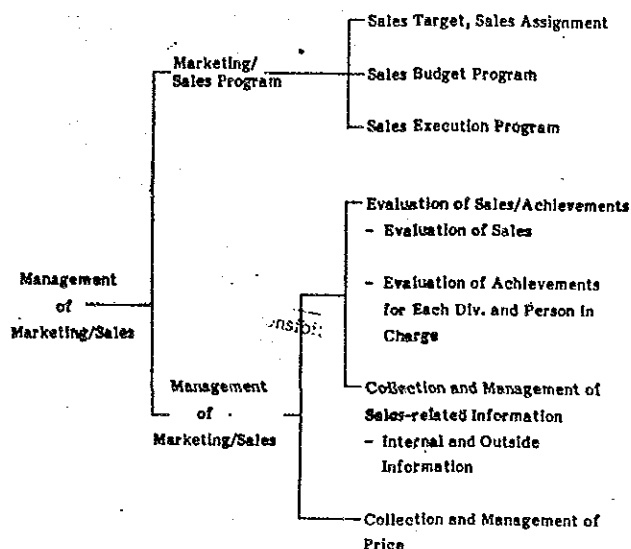 Sales Target, Sales Assignment
Marketing/
Sales Program
Sales Budget Program
Sales Execution Program
Evaluation of Sales/Achievements
- Evaluation of Sales
- Evaluation of Achievements
for Each Div. and Person in
Charge
Management
of
Marketing/Sales
Management
of
Marketing/Sales
Collection and Management of
Sales-related Information
- Internal and Outside
Information
Collection and Management of
Price